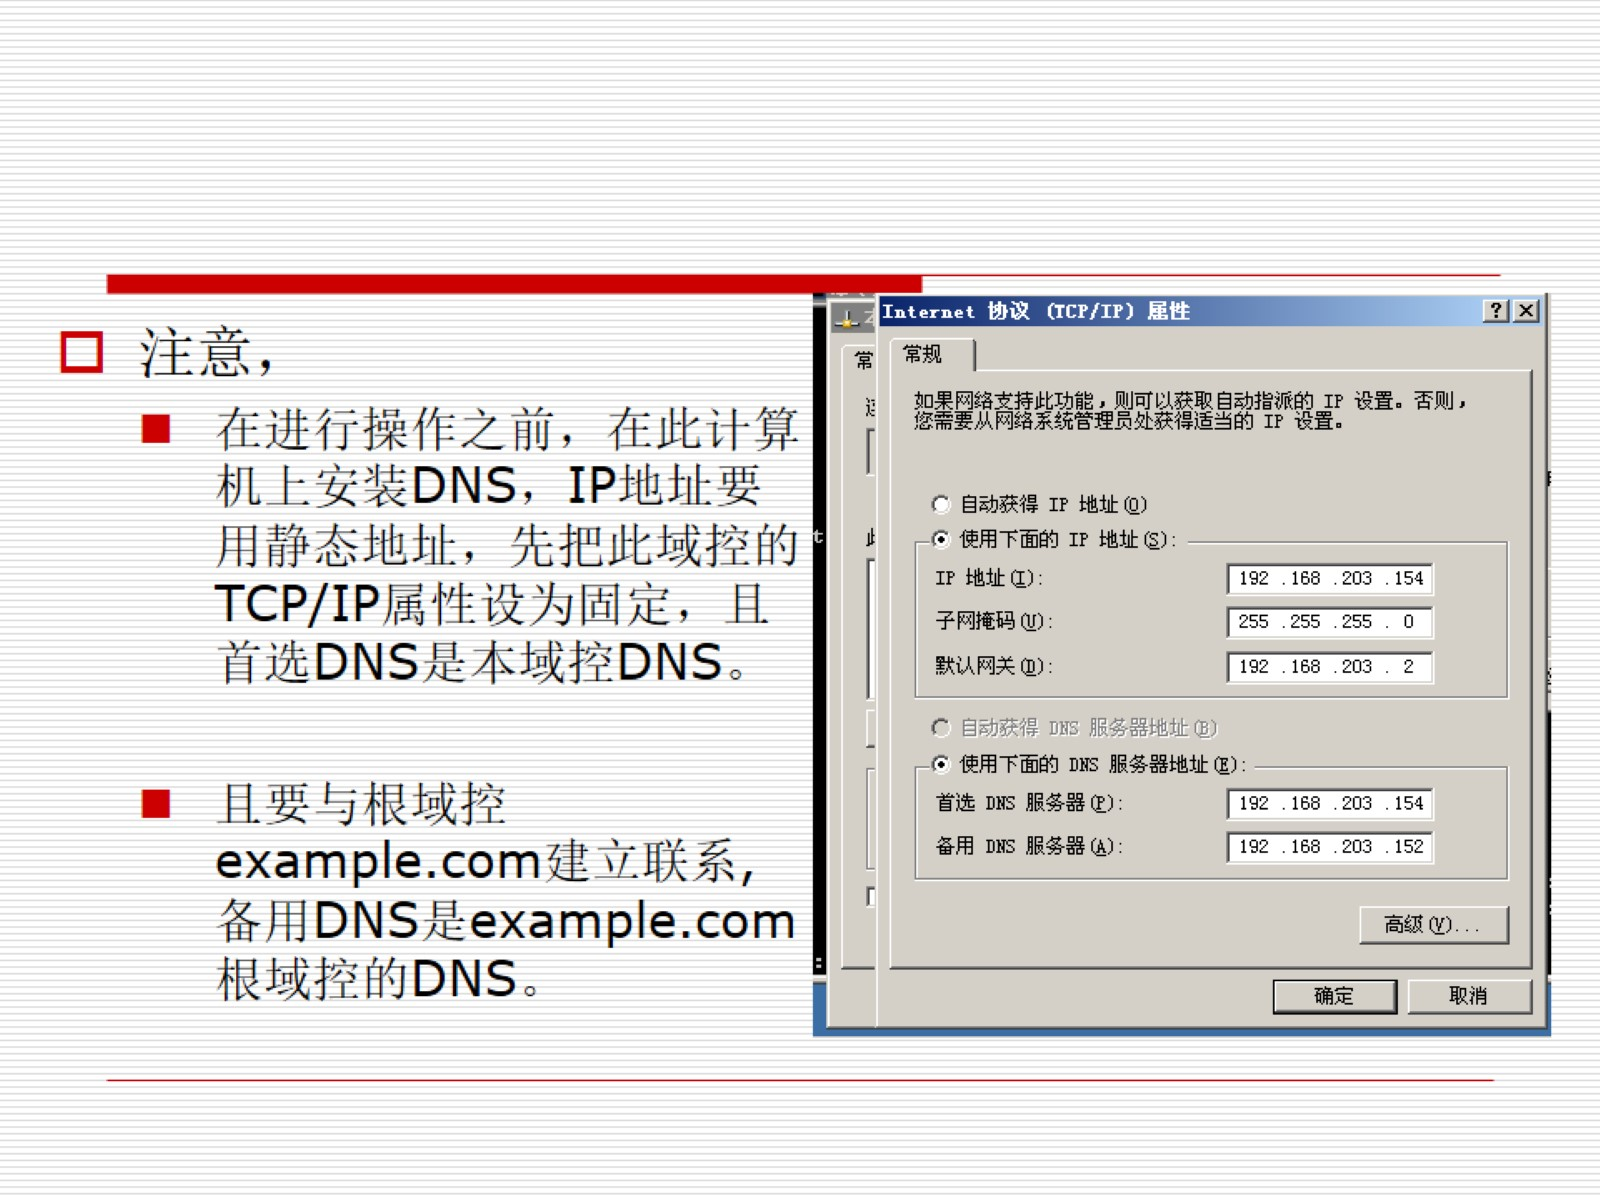 注意，
在进行操作之前，在此计算
机上安装DNS，IP地址要
用静态地址，先把此域控的
TCP/IP属性设为固定，且
首选DNS是本域控DNS。
且要与根域控
example.com建立联系,
备用DNS是example.com
根域控的DNS。
Internet 协议 (TCP/IP) 属性
常
常规
如果网络支持此功能，则可以获取自动指派的 IP 设置。否则，
您需要从网络系统管理员处获得适当的 IP 设置。
自动获得 IP 地址(O)
使用下面的 IP 地址(S):
IP 地址(I): 192 .168 .203 .154
子网掩码(U): 255 .255 .255 . 0
默认网关(D): 192 .168 .203 . 2
自动获得 DNS 服务器地址(B)
使用下面的 DNS 服务器地址(E):
首选 DNS 服务器(P): 192 .168 .203 .154
备用 DNS 服务器(A): 192 .168 .203 .152
高级(V)...
确定 取消